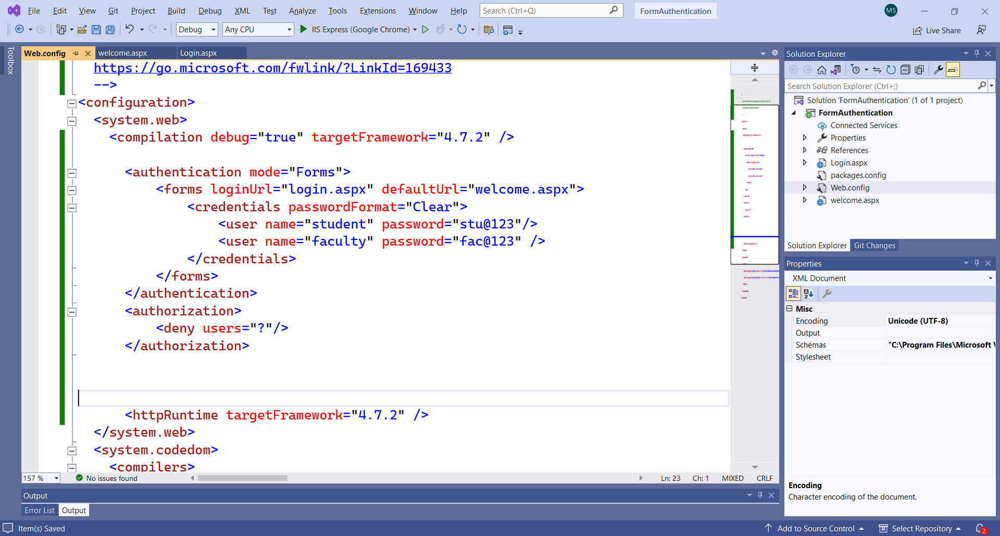 File Edit View Git Project Build Debug XML Test Analyze Tools Extensions Window Help Search (Ctrl+Q) FormAuthentication MS
Debug Any CPU IIS Express (Google Chrome) Live Share
Toolbox
Web.config welcome.aspx Login.aspx
https://go.microsoft.com/fwlink/?LinkId=169433
-->
<configuration>
<system.web>
<compilation debug="true" targetFramework="4.7.2" />
<authentication mode="Forms">
<forms loginUrl="login.aspx" defaultUrl="welcome.aspx">
<credentials passwordFormat="Clear">
<user name="student" password="stu@123"/>
<user name="faculty" password="fac@123" />
</credentials>
</forms>
</authentication>
<authorization>
<deny users="?"/>
</authorization>
<httpRuntime targetFramework="4.7.2" />
</system.web>
<system.codedom>
<compilers>
157 % No issues found Ln: 23 Ch: 1 MIXED CRLF
Output
Error List Output
Solution Explorer
Search Solution Explorer (Ctrl+;)
Solution 'FormAuthentication' (1 of 1 project)
FormAuthentication
Connected Services
Properties
References
Login.aspx
packages.config
Web.config
welcome.aspx
Solution Explorer Git Changes
Properties
XML Document
Misc
Encoding Unicode (UTF-8)
Output
Schemas "C:\Program Files\Microsoft
Stylesheet
Encoding
Character encoding of the document.
Item(s) Saved Add to Source Control Select Repository 2